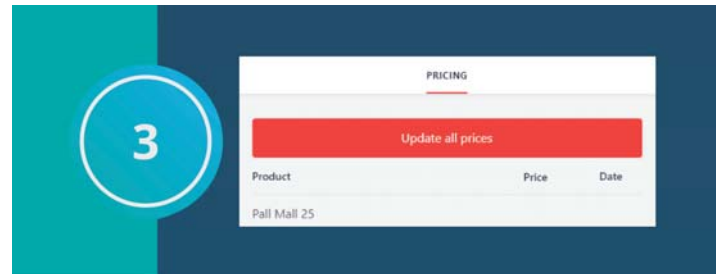 3
PRICING
Update all prices
Product Price Date
Pall Mall 25